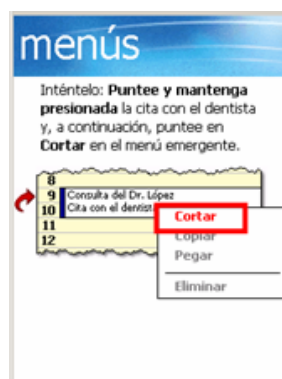 menús
Inténtelo: Puntee y mantenga
presionada la cita con el dentista
y, a continuación, puntee en
Cortar en el menú emergente.
8
9 Consulta del Dr. López
10 Cita con el dentist
11
12
Cortar
Copiar
Pegar
Eliminar